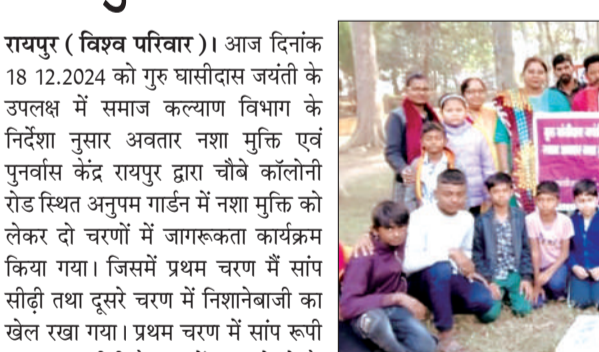 रायपुर ( विश्व परिवार )। आज दिनांक
18 12.2024 को गुरु घासीदास जयंती के
उपलक्ष में समाज कल्याण विभाग के
निर्देशा नुसार अवतार नशा मुक्ति एवं
पुनर्वास केंद्र रायपुर द्वारा चौबे कॉलोनी
रोड स्थित अनुपम गार्डन में नशा मुक्ति को
लेकर दो चरणों में जागरूकता कार्यक्रम
किया गया। जिसमें प्रथम चरण मैं सांप
सीढ़ी तथा दूसरे चरण में निशानेबाजी का
खेल रखा गया। प्रथम चरण में सांप रूपी